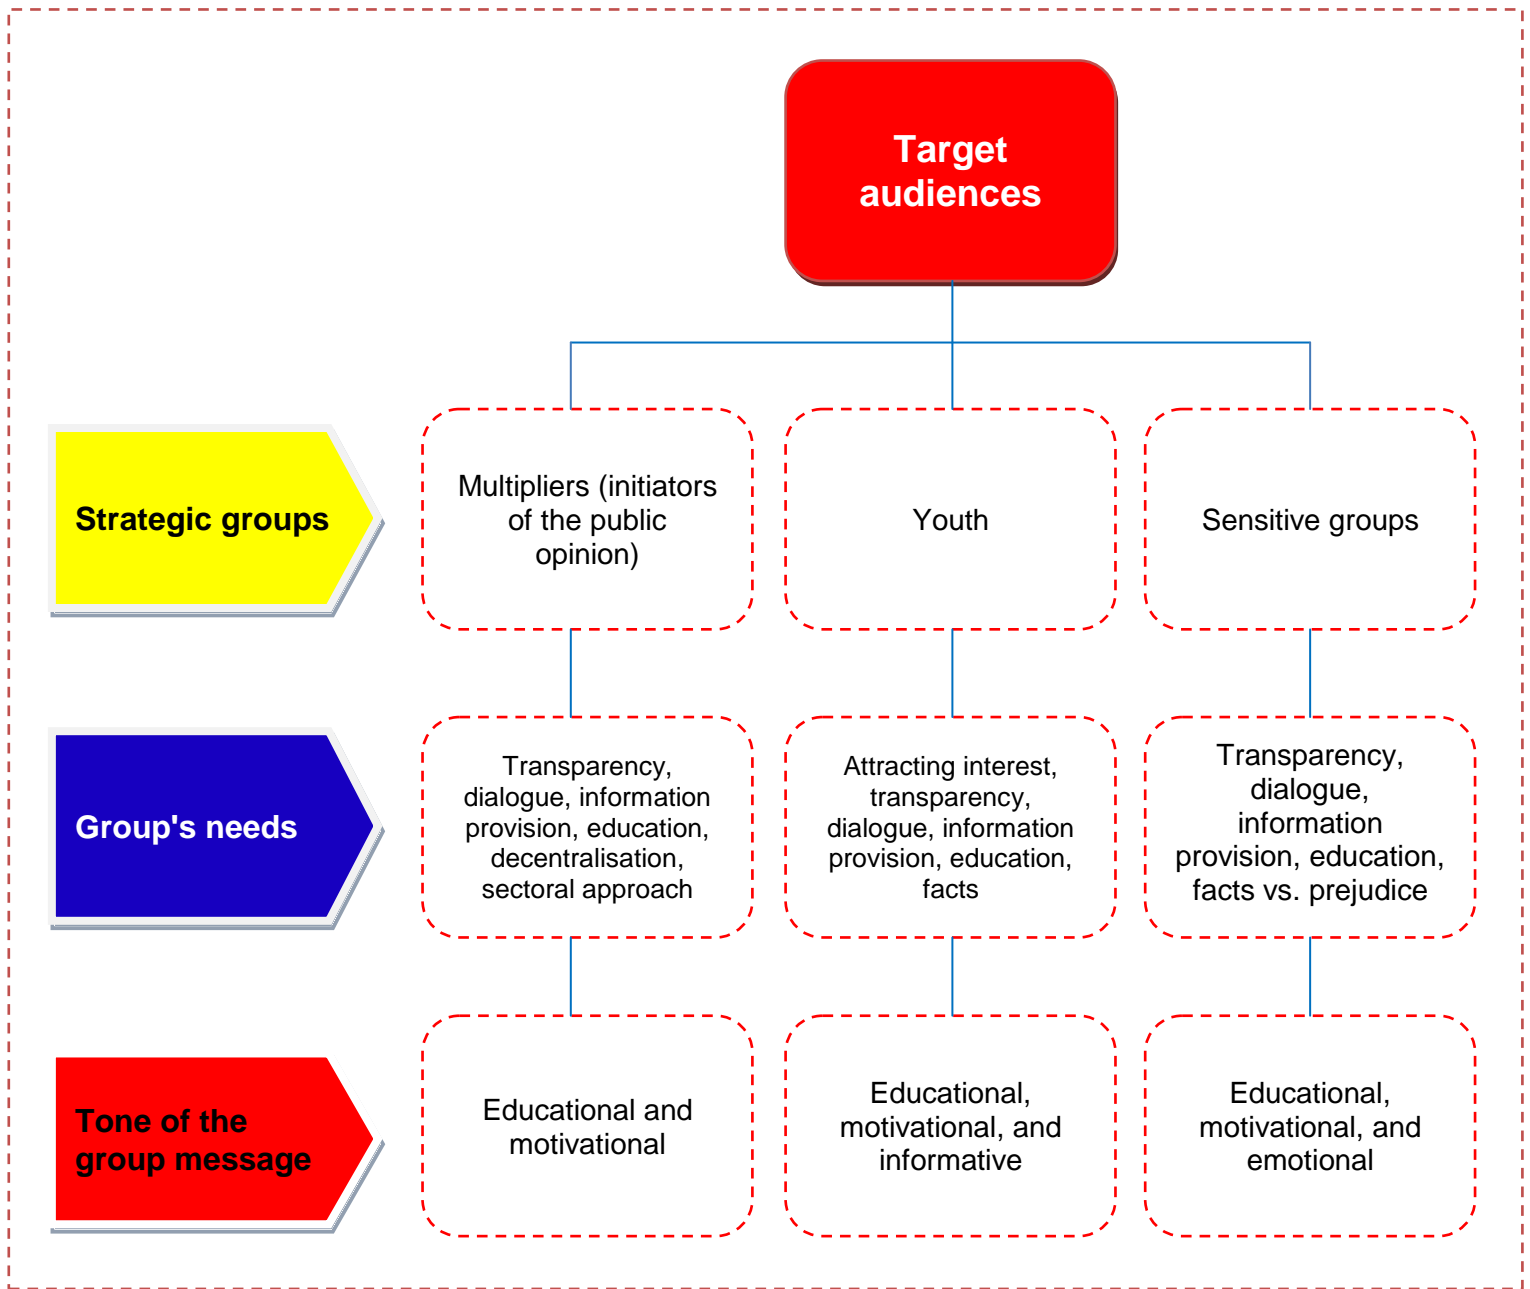 Target
audiences
Strategic groups
Multipliers (initiators
of the public
opinion)
Youth
Sensitive groups
Group's needs
Transparency,
dialogue, information
provision, education,
decentralisation,
sectoral approach
Attracting interest,
transparency,
dialogue, information
provision, education,
facts
Transparency,
dialogue,
information
provision, education,
facts vs. prejudice
Tone of the
group message
Educational and
motivational
Educational,
motivational, and
informative
Educational,
motivational, and
emotional